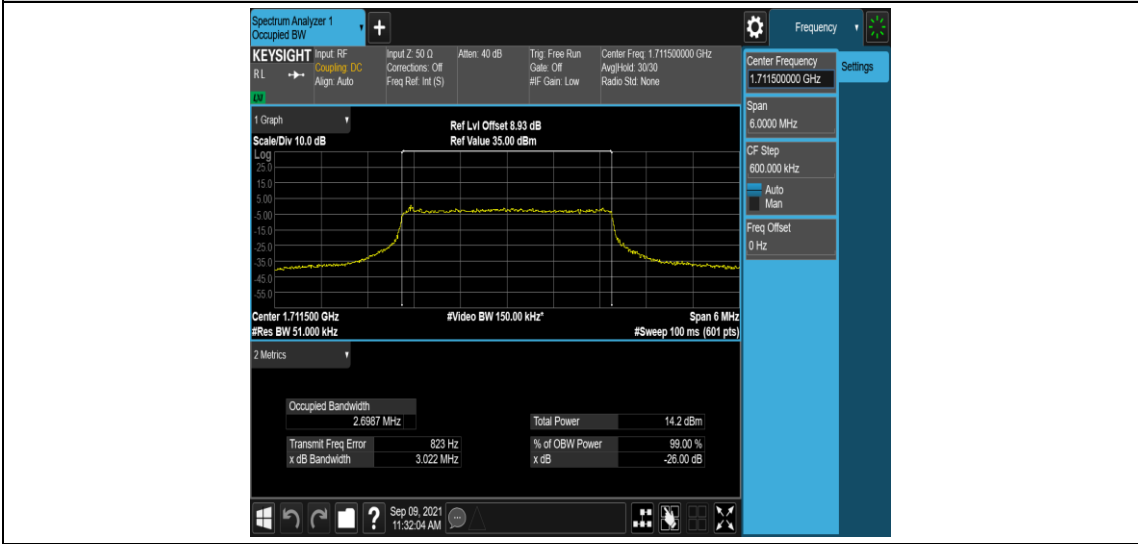 Spectrum Analyzer 1
Occupied BW
+
Frequency
KEYSIGHT
RL
LXI
Input: RF
Coupling: DC
Align: Auto
Input Z: 50 Ω
Corrections: Off
Freq Ref: Int (S)
Atten: 40 dB
Trig: Free Run
Gate: Off
#IF Gain: Low
Center Freq: 1.711500000 GHz
Avg|Hold: 30/30
Radio Std: None
Center Frequency
1.711500000 GHz
Settings
Span
6.0000 MHz
CF Step
600.000 kHz
Auto
Man
Freq Offset
0 Hz
1 Graph
Scale/Div 10.0 dB
Ref Lvl Offset 8.93 dB
Ref Value 35.00 dBm
Log
25.0
15.0
5.00
-5.00
-15.0
-25.0
-35.0
-45.0
-55.0
Center 1.711500 GHz
#Res BW 51.000 kHz
#Video BW 150.00 kHz*
Span 6 MHz
#Sweep 100 ms (601 pts)
2 Metrics
Occupied Bandwidth
2.6987 MHz
Total Power 14.2 dBm
Transmit Freq Error 823 Hz
% of OBW Power 99.00 %
x dB Bandwidth 3.022 MHz
x dB -26.00 dB
?
Sep 09, 2021
11:32:04 AM